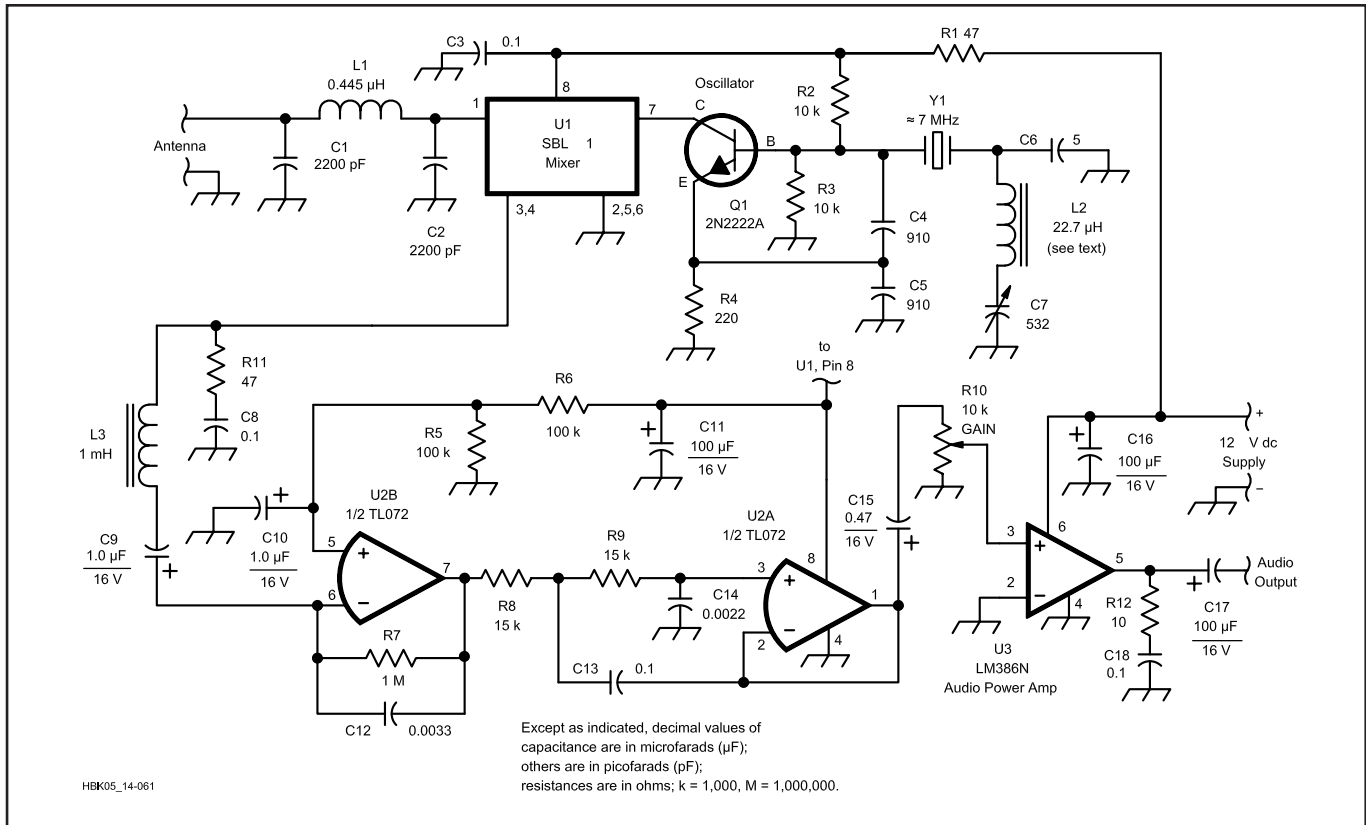 C3
0.1
R1 47
L1
0.445 µH
8
Oscillator
R2
10 k
Y1
≈ 7 MHz
1
7
C
U1
SBL 1
Mixer
B
C6
5
Antenna
C1
2200 pF
E
R3
10 k
Q1
2N2222A
3,4
2,5,6
C2
2200 pF
C4
910
L2
22.7 µH
(see text)
C5
910
R4
220
C7
532
to
U1, Pin 8
R11
47
C8
0.1
L3
1 mH
R6
100 k
R5
100 k
+
C11
100 µF
16 V
R10
10 k
GAIN
+
C16
100 µF
16 V
+
12 V dc
Supply
−
U2B
1/2 TL072
+
C10
1.0 µF
16 V
C9
1.0 µF
16 V
+
5
+
6
−
7
R8
15 k
R9
15 k
U2A
1/2 TL072
C15
0.47
16 V
+
8
3
+
2
−
1
4
C14
0.0022
3
+
2
−
6
5
4
U3
LM386N
Audio Power Amp
Audio
Output
+
C17
100 µF
16 V
R12
10
C18
0.1
R7
1 M
C13
0.1
C12
0.0033
Except as indicated, decimal values of
capacitance are in microfarads (µF);
others are in picofarads (pF);
resistances are in ohms; k = 1,000, M = 1,000,000.
HBK05_14-061